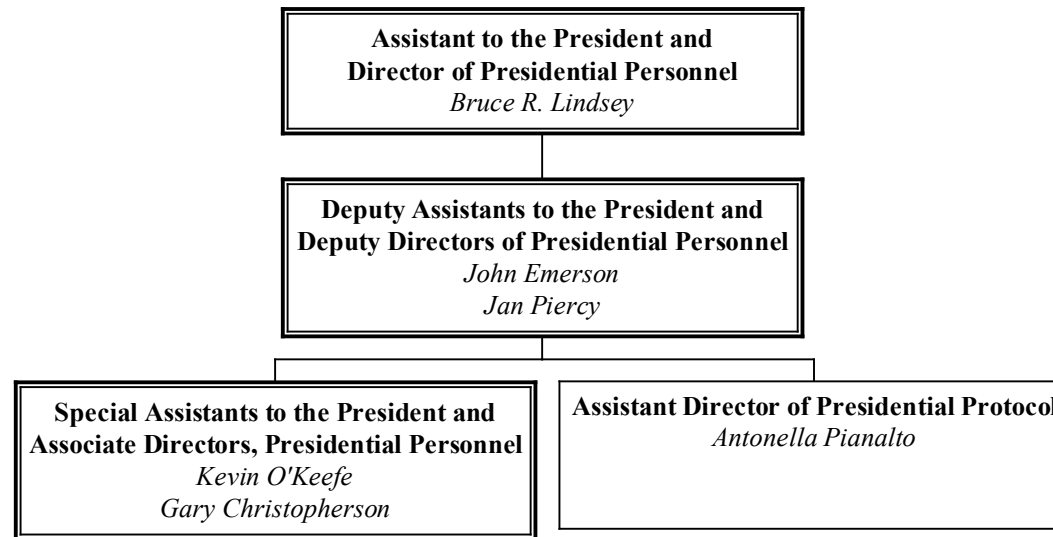 Assistant to the President and
Director of Presidential Personnel
Bruce R. Lindsey
Deputy Assistants to the President and
Deputy Directors of Presidential Personnel
John Emerson
Jan Piercy
Special Assistants to the President and
Associate Directors, Presidential Personnel
Kevin O'Keefe
Gary Christopherson
Assistant Director of Presidential Protocol
Antonella Pianalto